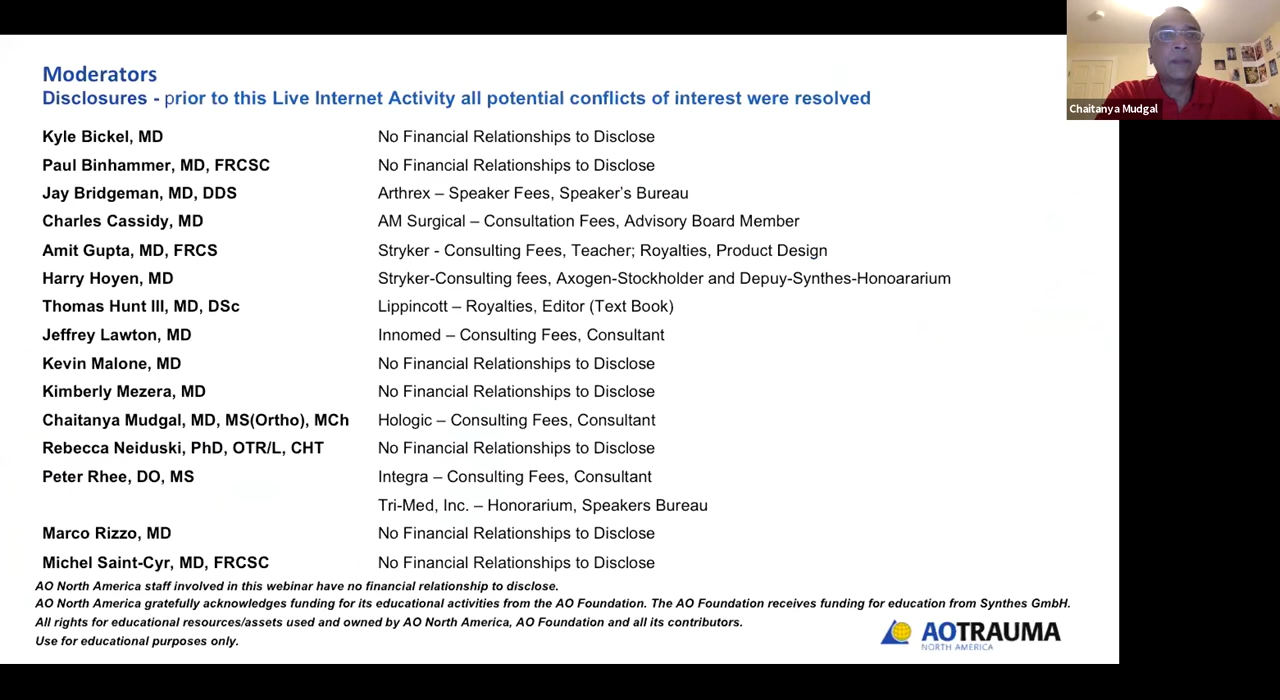 Moderators
Disclosures - prior to this Live Internet Activity all potential conflicts of interest were resolved
Kyle Bickel, MD No Financial Relationships to Disclose
Paul Binhammer, MD, FRCSC No Financial Relationships to Disclose
Jay Bridgeman, MD, DDS Arthrex – Speaker Fees, Speaker's Bureau
Charles Cassidy, MD AM Surgical – Consultation Fees, Advisory Board Member
Amit Gupta, MD, FRCS Stryker - Consulting Fees, Teacher; Royalties, Product Design
Harry Hoyen, MD Stryker-Consulting fees, Axogen-Stockholder and Depuy-Synthes-Honoararium
Thomas Hunt III, MD, DSc Lippincott – Royalties, Editor (Text Book)
Jeffrey Lawton, MD Innomed – Consulting Fees, Consultant
Kevin Malone, MD No Financial Relationships to Disclose
Kimberly Mezera, MD No Financial Relationships to Disclose
Chaitanya Mudgal, MD, MS(Ortho), MCh Hologic – Consulting Fees, Consultant
Rebecca Neiduski, PhD, OTR/L, CHT No Financial Relationships to Disclose
Peter Rhee, DO, MS Integra – Consulting Fees, Consultant
Tri-Med, Inc. – Honorarium, Speakers Bureau
Marco Rizzo, MD No Financial Relationships to Disclose
Michel Saint-Cyr, MD, FRCSC No Financial Relationships to Disclose
AO North America staff involved in this webinar have no financial relationship to disclose.
AO North America gratefully acknowledges funding for its educational activities from the AO Foundation. The AO Foundation receives funding for education from Synthes GmbH.
All rights for educational resources/assets used and owned by AO North America, AO Foundation and all its contributors.
Use for educational purposes only.
AOTRAUMA
NORTH AMERICA
Chaitanya Mudgal